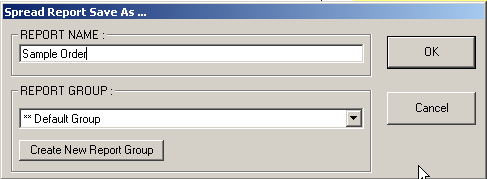 Spread Report Save As ...
REPORT NAME :
Sample Order
OK
REPORT GROUP :
** Default Group
Cancel
Create New Report Group